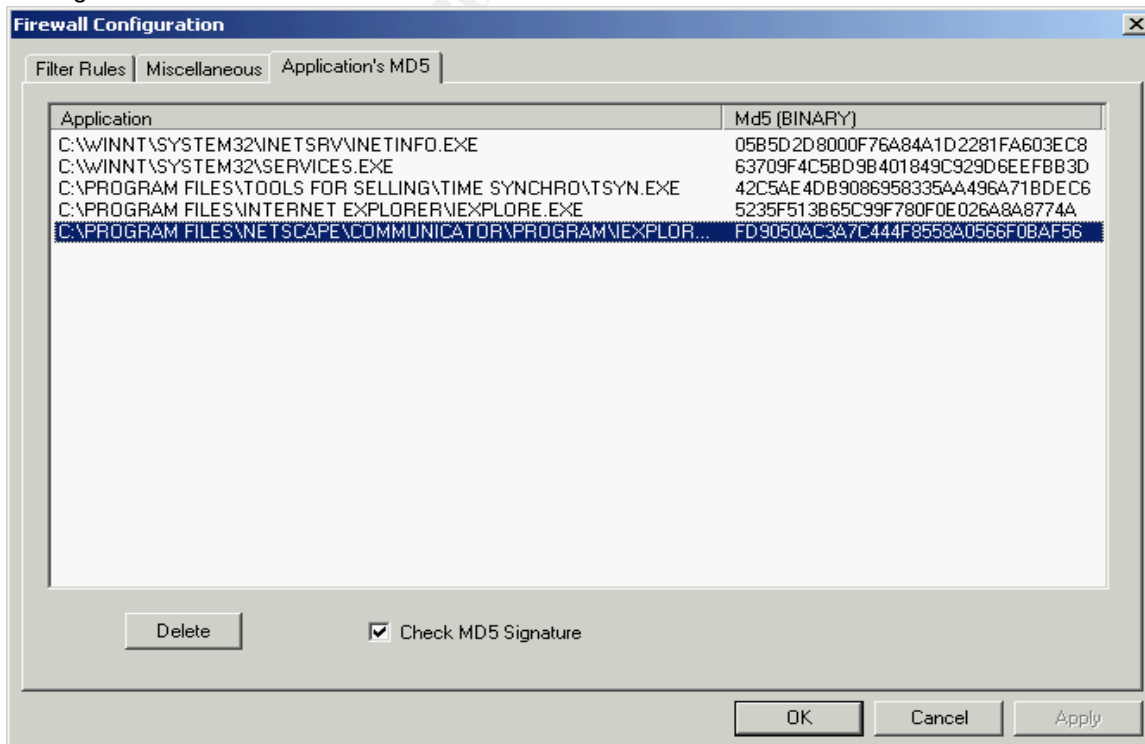 Firewall Configuration
Filter Rules Miscellaneous Application's MD5
Application Md5 (BINARY)
C:\WINNT\SYSTEM32\INETSRV\INETINFO.EXE 05B5D2D8000F76A84A1D2281FA603EC8
C:\WINNT\SYSTEM32\SERVICES.EXE 63709F4C5BD9B401849C929D6EEFBB3D
C:\PROGRAM FILES\TOOLS FOR SELLING\TIME SYNCHRO\TSYN.EXE 42C5AE4DB9086958335AA496A71BDEC6
C:\PROGRAM FILES\INTERNET EXPLORER\IEXPLORE.EXE 5235F513B65C99F780F0E026A8A8774A
C:\PROGRAM FILES\NETSCAPE\COMMUNICATOR\PROGRAM\IEXPLOR... FD9050AC3A7C444F8558A0566F0BAF56
Delete Check MD5 Signature
OK Cancel Apply